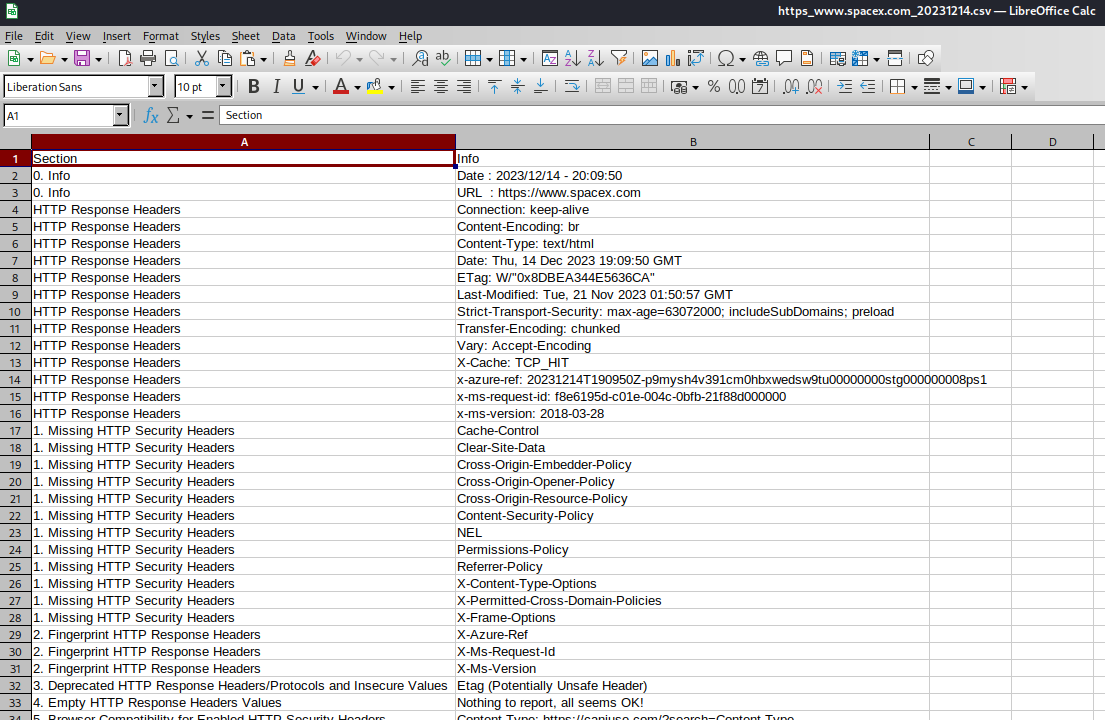 https_www.spacex.com_20231214.csv — LibreOffice Calc
File Edit View Insert Format Styles Sheet Data Tools Window Help
Liberation Sans 10 pt
A1 Section
A B C D
1 Section Info
2 0. Info Date : 2023/12/14 - 20:09:50
3 0. Info URL : https://www.spacex.com
4 HTTP Response Headers Connection: keep-alive
5 HTTP Response Headers Content-Encoding: br
6 HTTP Response Headers Content-Type: text/html
7 HTTP Response Headers Date: Thu, 14 Dec 2023 19:09:50 GMT
8 HTTP Response Headers ETag: W/"0x8DBEA344E5636CA"
9 HTTP Response Headers Last-Modified: Tue, 21 Nov 2023 01:50:57 GMT
10 HTTP Response Headers Strict-Transport-Security: max-age=63072000; includeSubDomains; preload
11 HTTP Response Headers Transfer-Encoding: chunked
12 HTTP Response Headers Vary: Accept-Encoding
13 HTTP Response Headers X-Cache: TCP_HIT
14 HTTP Response Headers x-azure-ref: 20231214T190950Z-p9mysh4v391cm0hbxwedsw9tu00000000stg000000008ps1
15 HTTP Response Headers x-ms-request-id: f8e6195d-c01e-004c-0bfb-21f88d000000
16 HTTP Response Headers x-ms-version: 2018-03-28
17 1. Missing HTTP Security Headers Cache-Control
18 1. Missing HTTP Security Headers Clear-Site-Data
19 1. Missing HTTP Security Headers Cross-Origin-Embedder-Policy
20 1. Missing HTTP Security Headers Cross-Origin-Opener-Policy
21 1. Missing HTTP Security Headers Cross-Origin-Resource-Policy
22 1. Missing HTTP Security Headers Content-Security-Policy
23 1. Missing HTTP Security Headers NEL
24 1. Missing HTTP Security Headers Permissions-Policy
25 1. Missing HTTP Security Headers Referrer-Policy
26 1. Missing HTTP Security Headers X-Content-Type-Options
27 1. Missing HTTP Security Headers X-Permitted-Cross-Domain-Policies
28 1. Missing HTTP Security Headers X-Frame-Options
29 2. Fingerprint HTTP Response Headers X-Azure-Ref
30 2. Fingerprint HTTP Response Headers X-Ms-Request-Id
31 2. Fingerprint HTTP Response Headers X-Ms-Version
32 3. Deprecated HTTP Response Headers/Protocols and Insecure Values Etag (Potentially Unsafe Header)
33 4. Empty HTTP Response Headers Values Nothing to report, all seems OK!
34 5. Browser Compatibility for Enabled HTTP Security Headers Content-Type: https://caniuse.com/?search=Content-Type